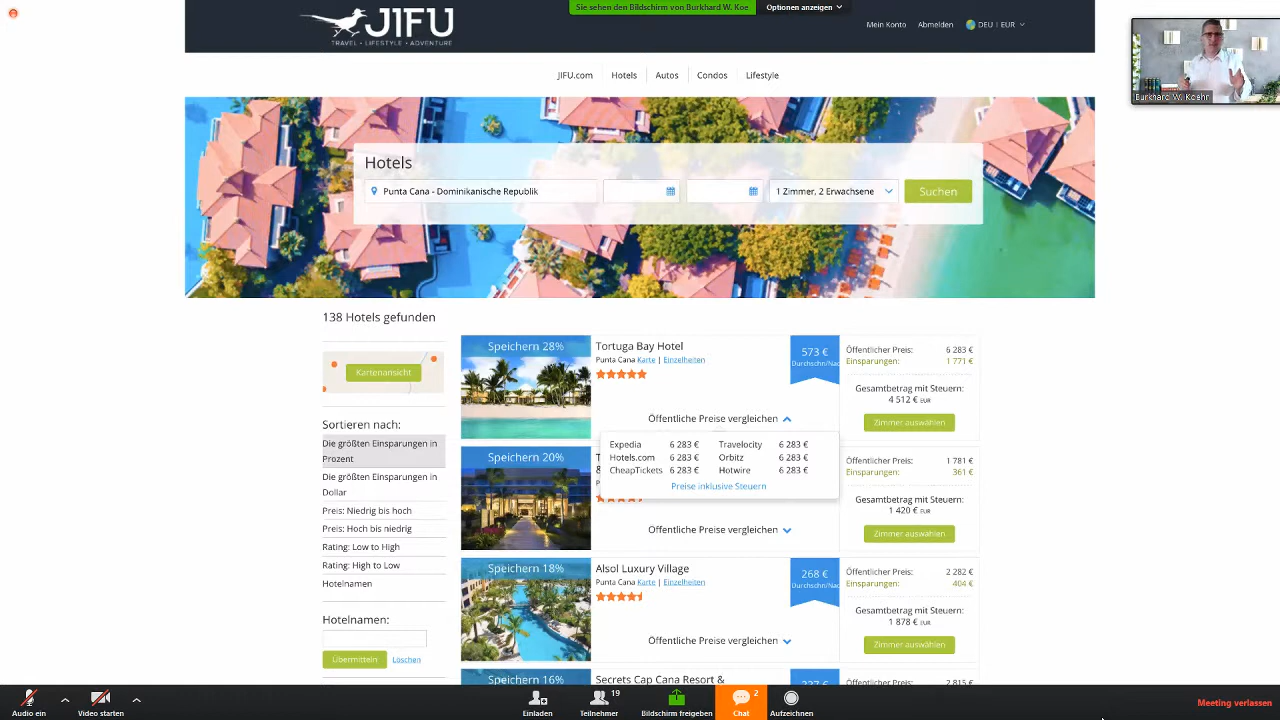 Sie sehen den Bildschirm von Burkhard W. Koe
Optionen anzeigen
JIFU
TRAVEL • LIFESTYLE • ADVENTURE
Mein Konto
Abmelden
DEU | EUR
Burkhard W. Koehn
JIFU.com
Hotels
Autos
Condos
Lifestyle
Hotels
Punta Cana - Dominikanische Republik
1 Zimmer, 2 Erwachsene
Suchen
138 Hotels gefunden
Kartenansicht
Sortieren nach:
Die größten Einsparungen in
Prozent
Die größten Einsparungen in
Dollar
Preis: Niedrig bis hoch
Preis: Hoch bis niedrig
Rating: Low to High
Rating: High to Low
Hotelnamen
Hotelnamen:
Übermitteln
Löschen
Speichern 28%
Tortuga Bay Hotel
Punta Cana Karte | Einzelheiten
573 €
Durchschn/Nac
Öffentlicher Preis: 6 283 €
Einsparungen: 1 771 €
Gesamtbetrag mit Steuern:
4 512 € EUR
Zimmer auswählen
Öffentliche Preise vergleichen
Expedia 6 283 € Travelocity 6 283 €
Hotels.com 6 283 € Orbitz 6 283 €
CheapTickets 6 283 € Hotwire 6 283 €
Preise inklusive Steuern
Speichern 20%
Öffentliche Preise vergleichen
1 781 €
Einsparungen: 361 €
Gesamtbetrag mit Steuern:
1 420 € EUR
Zimmer auswählen
Speichern 18%
Alsol Luxury Village
Punta Cana Karte | Einzelheiten
268 €
Durchschn/Nac
Öffentlicher Preis: 2 282 €
Einsparungen: 404 €
Gesamtbetrag mit Steuern:
1 878 € EUR
Zimmer auswählen
Öffentliche Preise vergleichen
Speichern 16%
Secrets Cap Cana Resort &
Audio ein
Video starten
Einladen
19
Teilnehmer
Bildschirm freigeben
2
Chat
Aufzeichnen
Meeting verlassen